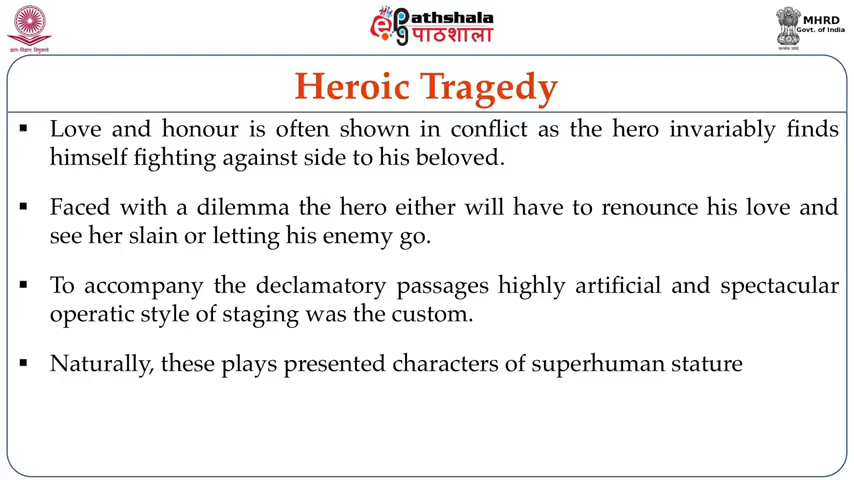 epathshala
पाठशाला
MHRD
Govt. of India
Heroic Tragedy
▪ Love and honour is often shown in conflict as the hero invariably finds
himself fighting against side to his beloved.
▪ Faced with a dilemma the hero either will have to renounce his love and
see her slain or letting his enemy go.
▪ To accompany the declamatory passages highly artificial and spectacular
operatic style of staging was the custom.
▪ Naturally, these plays presented characters of superhuman stature